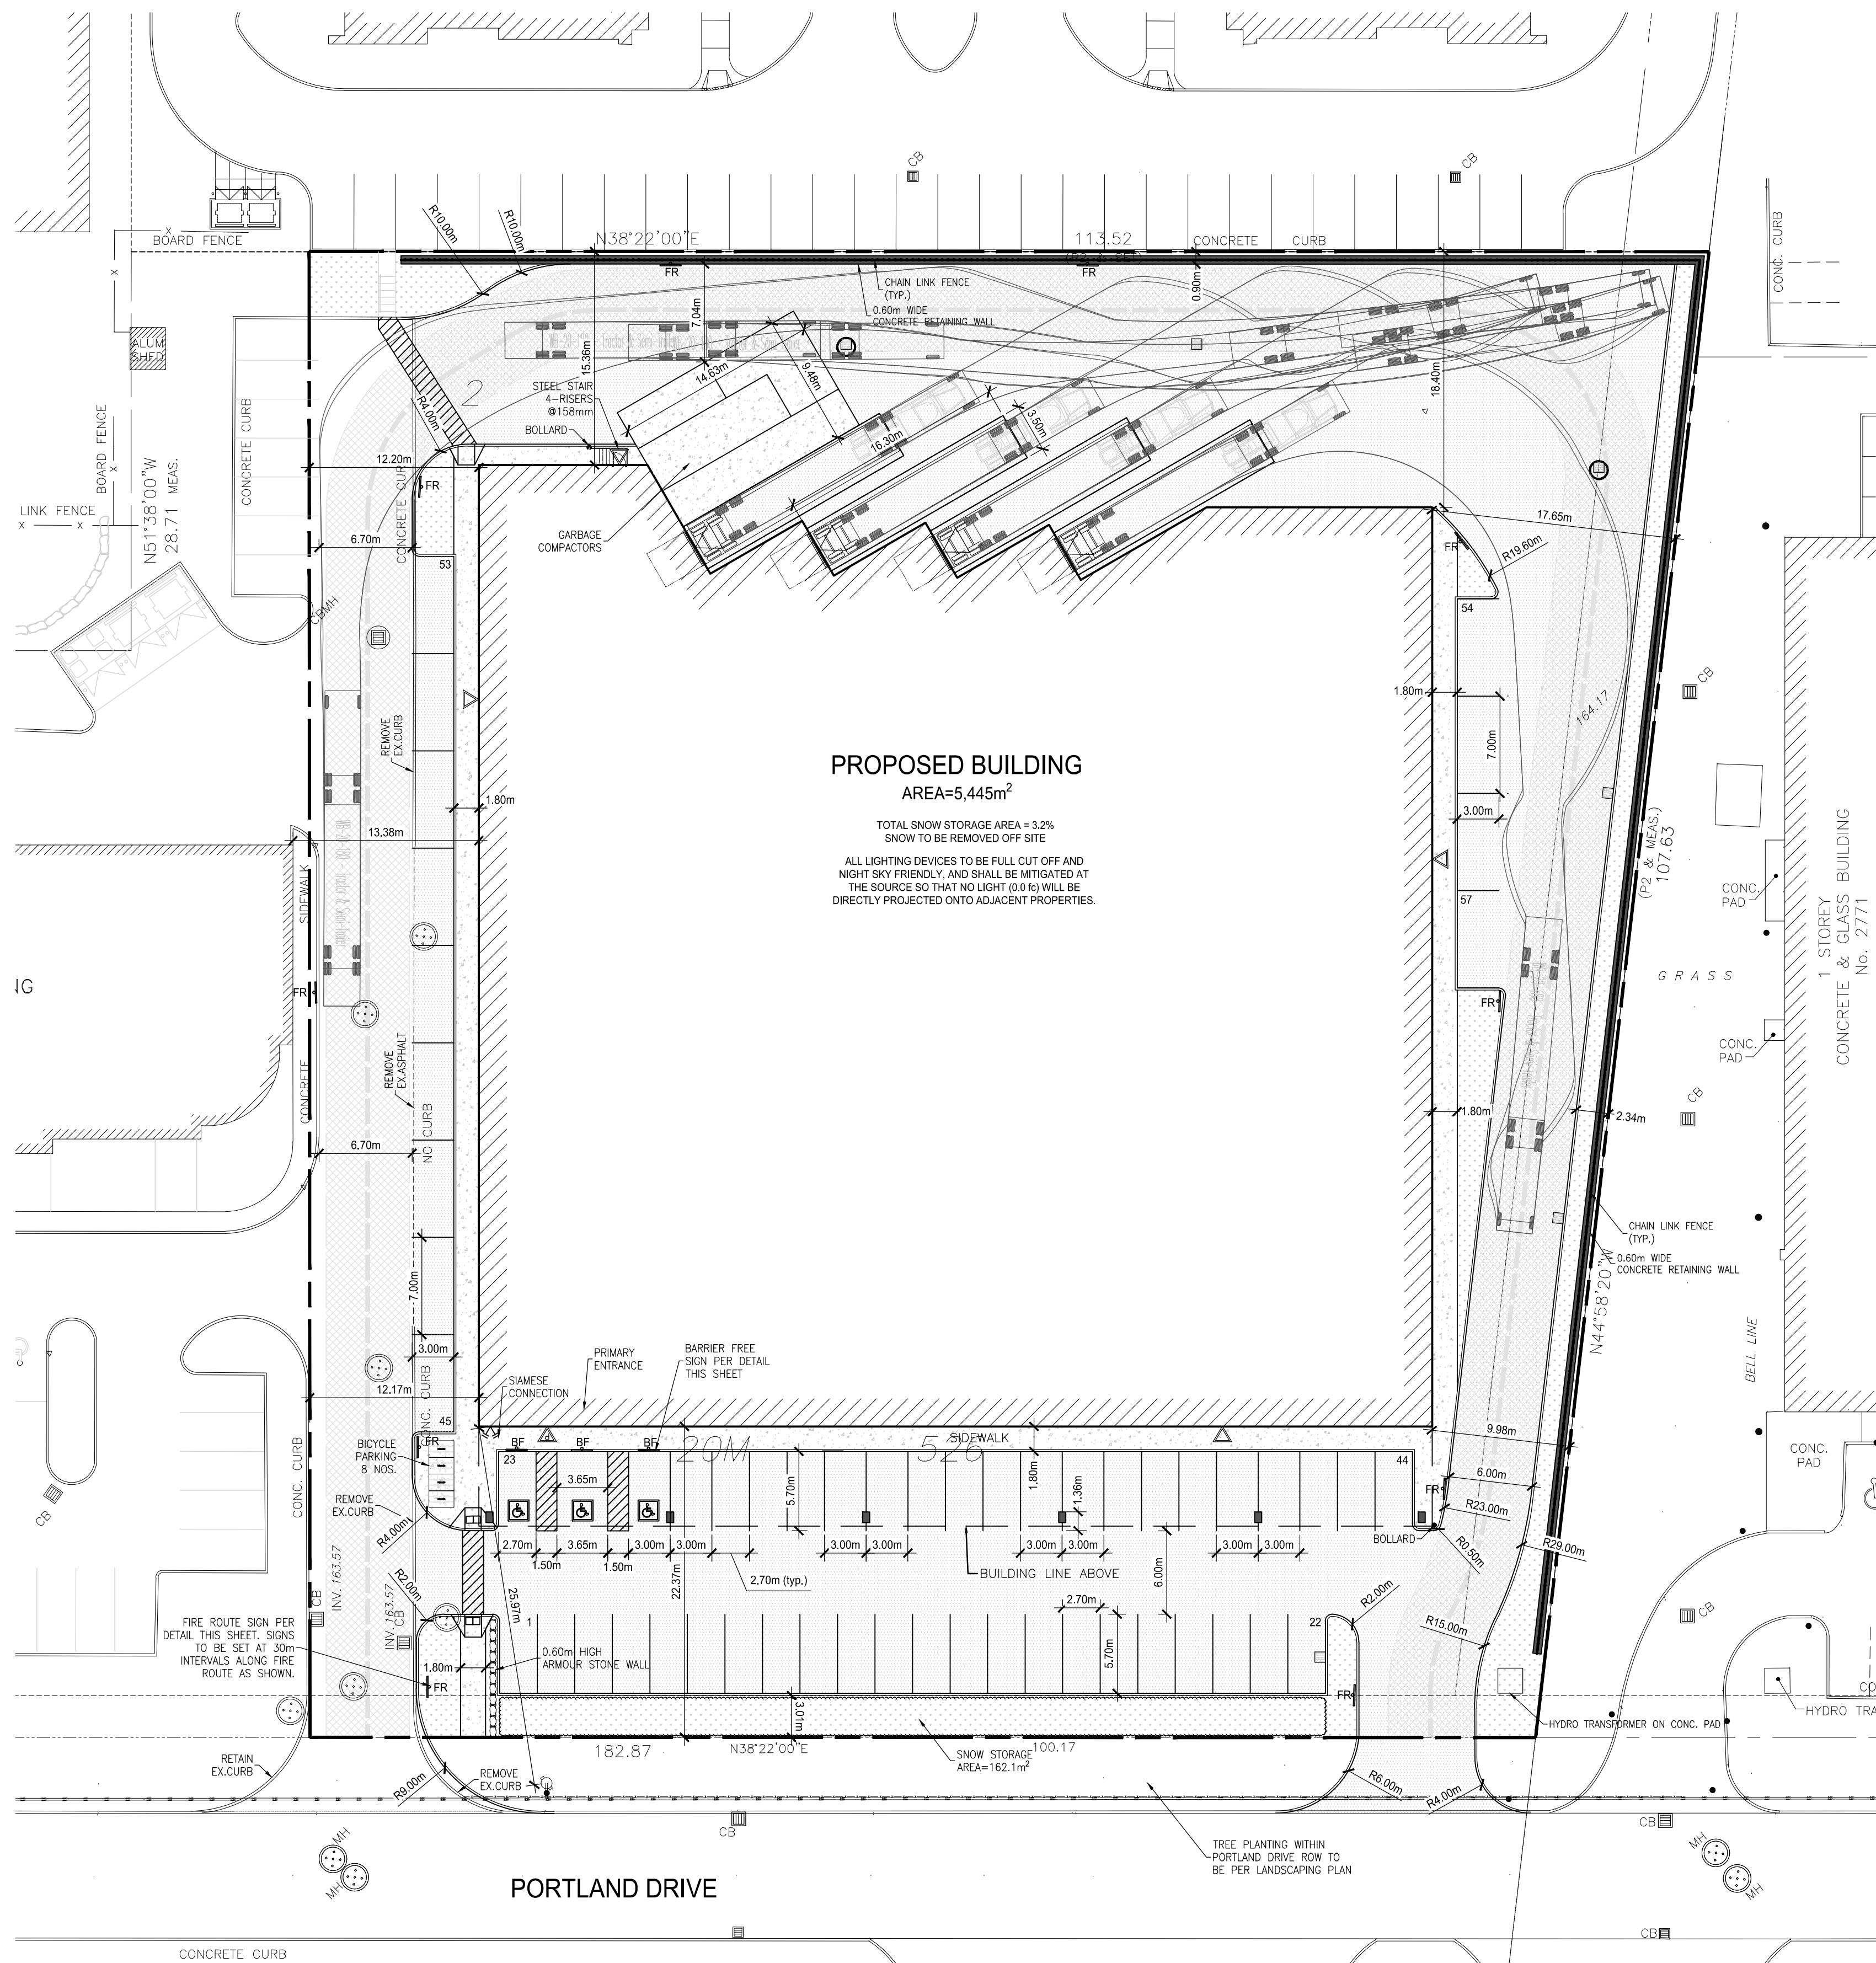 CB
CB
R10.00m
R10.00m
N38°22'00"E
113.52
CONCRETE CURB
CONC. CURB
BOARD FENCE
x
FR
FR
CHAIN LINK FENCE
(TYP.)
0.60m WIDE
CONCRETE RETAINING WALL
0.90m
7.04m
15.36m
18.40m
ALUM
SHED
14.63m
9.48m
STEEL STAIR
4-RISERS
@158mm
BOLLARD
2
R4.00m
3.50m
16.30m
12.20m
FR
CONCRETE CURB
CONCRETE CURB
BOARD FENCE
x
N51°38'00"W
28.71 MEAS.
LINK FENCE
x
x
GARBAGE
COMPACTORS
6.70m
53
17.65m
FR
R19.60m
54
CBMH
CB
1.80m
164.17
7.00m
REMOVE
EX.CURB
PROPOSED BUILDING
AREA=5,445m2
TOTAL SNOW STORAGE AREA = 3.2%
SNOW TO BE REMOVED OFF SITE
ALL LIGHTING DEVICES TO BE FULL CUT OFF AND
NIGHT SKY FRIENDLY, AND SHALL BE MITIGATED AT
THE SOURCE SO THAT NO LIGHT (0.0 fc) WILL BE
DIRECTLY PROJECTED ONTO ADJACENT PROPERTIES.
1.80m
13.38m
3.00m
(P2 & MEAS.)
107.63
57
CONC.
PAD
1 STOREY
CONCRETE & GLASS BUILDING
No. 2771
SIDEWALK
GRASS
IG
FR
FR
CONC.
PAD
REMOVE
EX.ASPHALT
CONCRETE
NO CURB
CB
1.80m
2.34m
6.70m
CHAIN LINK FENCE
(TYP.)
0.60m WIDE
CONCRETE RETAINING WALL
7.00m
N44°58'20"W
BELL LINE
3.00m
PRIMARY
ENTRANCE
BARRIER FREE
SIGN PER DETAIL
THIS SHEET
SIAMESE
CONNECTION
12.17m
CONC. CURB
45
FR
BICYCLE
PARKING
8 NOS.
BF
BF
BF
20M
526
SIDEWALK
9.98m
CONC.
PAD
CONC. CURB
23
44
3.65m
5.70m
1.80m
1.36m
6.00m
FR
R23.00m
CB
REMOVE
EX.CURB
R4.00m
BOLLARD
R0.50m
R29.00m
2.70m
3.65m
3.00m
3.00m
3.00m
3.00m
3.00m
3.00m
3.00m
3.00m
1.50m
1.50m
2.70m (typ.)
BUILDING LINE ABOVE
6.00m
22.37m
25.97m
INV.163.57
INV.163.57
CB
CB
R2.00m
2.70m
R2.00m
CB
FIRE ROUTE SIGN PER
DETAIL THIS SHEET. SIGNS
TO BE SET AT 30m
INTERVALS ALONG FIRE
ROUTE AS SHOWN.
1
22
R15.00m
0.60m HIGH
ARMOUR STONE WALL
5.70m
1.80m
FR
FR
3.01m
HYDRO TRANSFORMER ON CONC. PAD
HYDRO TRA
CO
182.87
N38°22'00"E
100.17
RETAIN
EX.CURB
REMOVE
EX.CURB
R9.00m
SNOW STORAGE
AREA=162.1m2
R6.00m
R4.00m
CB
CB
MH
MH
TREE PLANTING WITHIN
PORTLAND DRIVE ROW TO
BE PER LANDSCAPING PLAN
MH
MH
PORTLAND DRIVE
CB
CONCRETE CURB